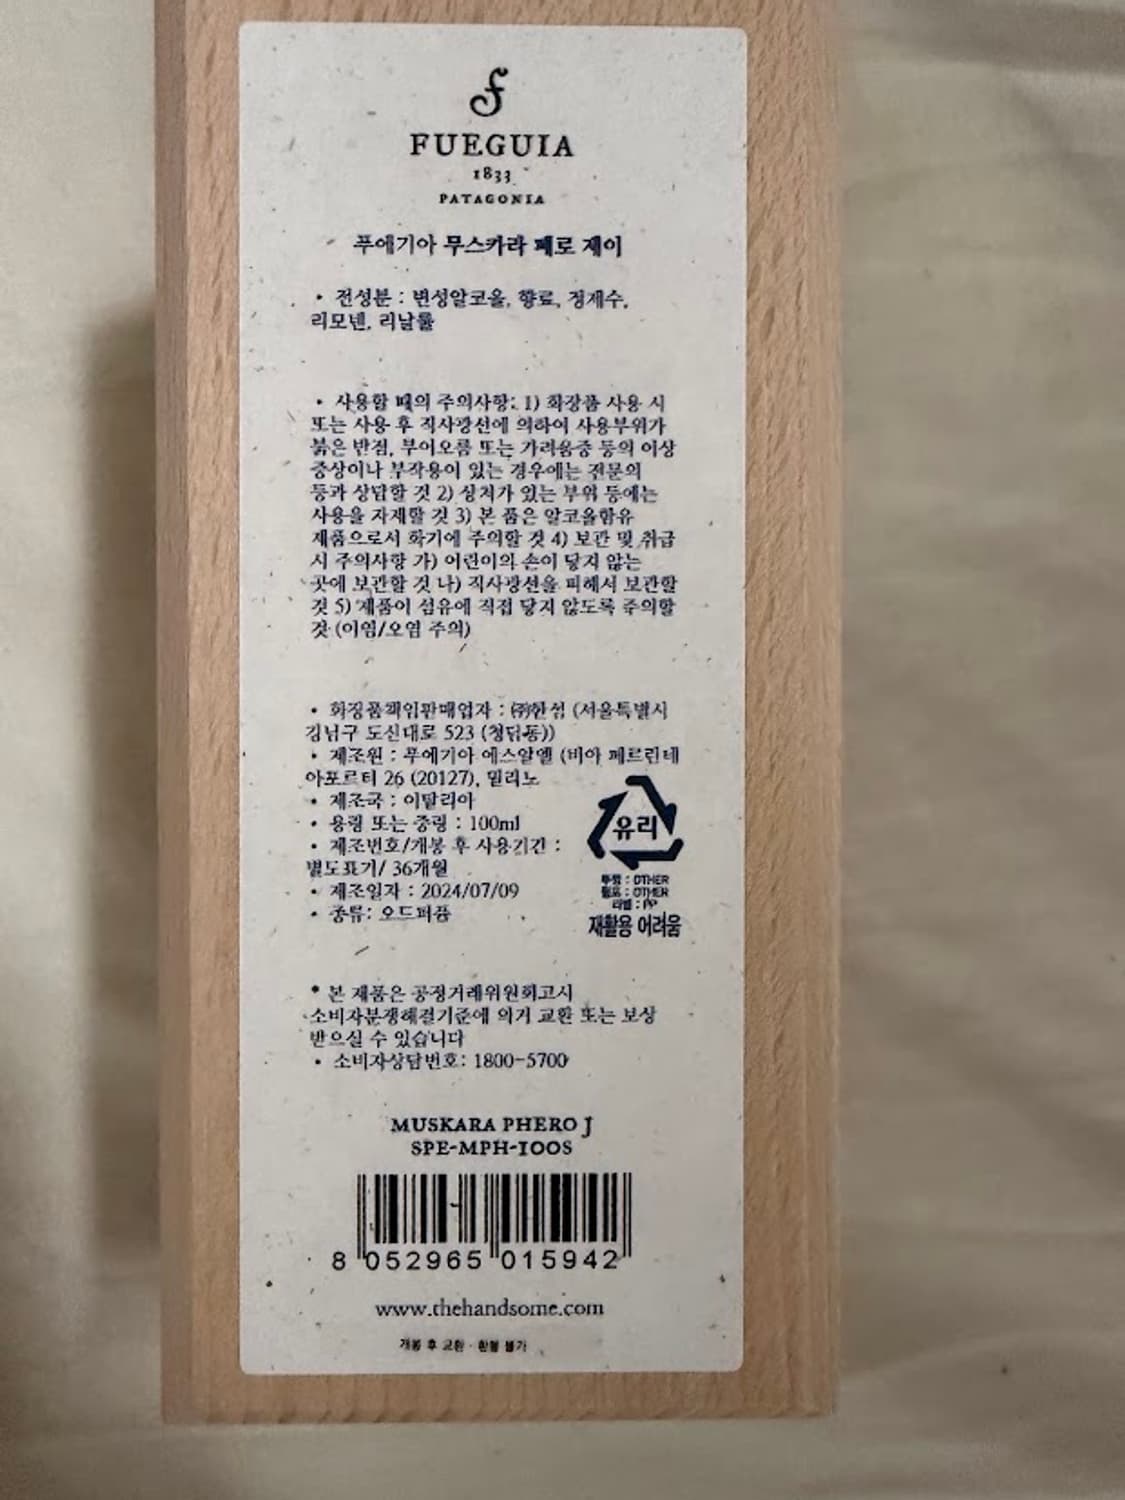 FUEGUIA
1833
PATAGONIA
푸에기아 무스카라 페로 제이
• 전성분 : 변성알코올, 향료, 정제수,
리모넨, 리날룰
• 사용할 때의 주의사항: 1) 화장품 사용 시
또는 사용 후 직사광선에 의하여 사용부위가
붉은 반점, 부어오름 또는 가려움증 등의 이상
증상이나 부작용이 있는 경우에는 전문의
등과 상담할 것 2) 상처가 있는 부위 등에는
사용을 자제할 것 3) 본 품은 알코올함유
제품으로서 화기에 주의할 것 4) 보관 및 취급
시 주의사항 가) 어린이의 손이 닿지 않는
곳에 보관할 것 나) 직사광선을 피해서 보관할
것 5) 제품이 섬유에 직접 닿지 않도록 주의할
것 (이염/오염 주의)
• 화장품책임판매업자 : ㈜한섬 (서울특별시
강남구 도산대로 523 (청담동))
• 제조원 : 푸에기아 에스알엘 (비아 페르란테
아포르티 26 (20127), 밀라노
• 제조국 : 이탈리아
• 용량 또는 중량 : 100ml
• 제조번호/개봉 후 사용기간 :
별도표기/ 36개월
• 제조일자 : 2024/07/09
• 종류: 오드퍼퓸
유리
뚜껑 : OTHER
펌프 : OTHER
라벨 : PP
재활용 어려움
* 본 제품은 공정거래위원회고시
소비자분쟁해결기준에 의거 교환 또는 보상
받으실 수 있습니다
• 소비자상담번호: 1800-5700
MUSKARA PHERO J
SPE-MPH-100S
8 052965 015942
www.thehandsome.com
개봉 후 교환 · 환불 불가